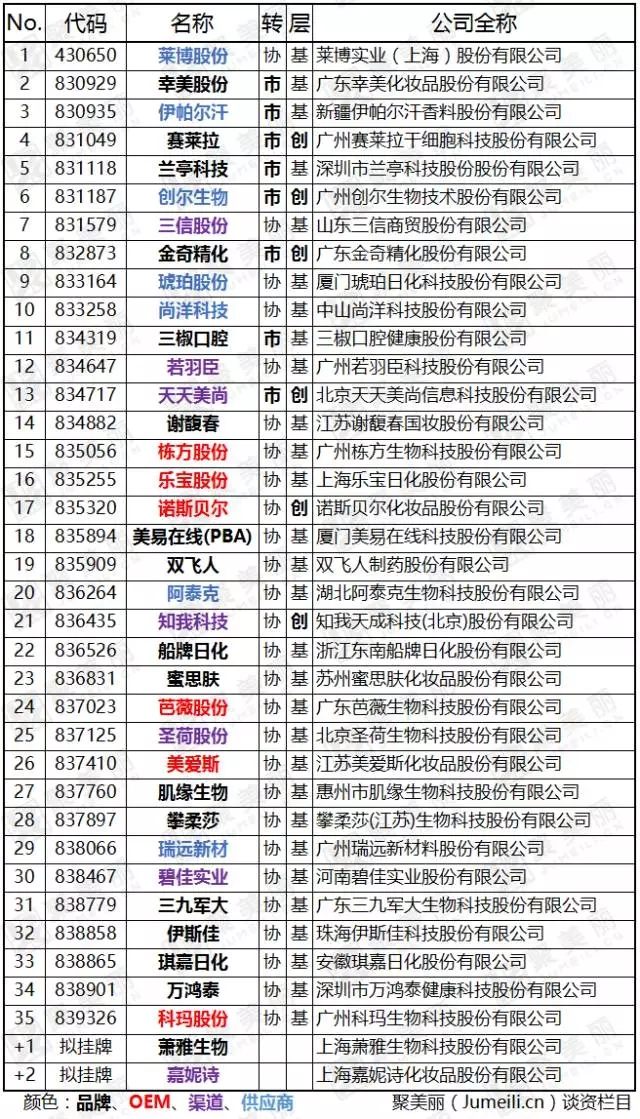 No. 代码 名称 转 层 公司全称
1 430650 莱博股份 协 基 莱博实业（上海）股份有限公司
2 830929 幸美股份 市 基 广东幸美化妆品股份有限公司
3 830935 伊帕尔汗 市 基 新疆伊帕尔汗香料股份有限公司
4 831049 赛莱拉 市 创 广州赛莱拉干细胞科技股份有限公司
5 831118 兰亭科技 市 基 深圳市兰亭科技股份股份有限公司
6 831187 创尔生物 市 创 广州创尔生物技术股份有限公司
7 831579 三信股份 协 基 山东三信商贸股份有限公司
8 832873 金奇精化 市 创 广东金奇精化股份有限公司
9 833164 琥珀股份 协 基 厦门琥珀日化科技股份有限公司
10 833258 尚洋科技 协 基 中山尚洋科技股份有限公司
11 834319 三椒口腔 市 基 三椒口腔健康股份有限公司
12 834647 若羽臣 协 基 广州若羽臣科技股份有限公司
13 834717 天天美尚 市 创 北京天天美尚信息科技股份有限公司
14 834882 谢馥春 协 基 江苏谢馥春国妆股份有限公司
15 835056 栋方股份 协 基 广州栋方生物科技股份有限公司
16 835255 乐宝股份 协 基 上海乐宝日化股份有限公司
17 835320 诺斯贝尔 协 创 诺斯贝尔化妆品股份有限公司
18 835894 美易在线(PBA) 协 基 厦门美易在线科技股份有限公司
19 835909 双飞人 协 基 双飞人制药股份有限公司
20 836264 阿泰克 协 基 湖北阿泰克生物科技股份有限公司
21 836435 知我科技 协 创 知我天成科技(北京)股份有限公司
22 836526 船牌日化 协 基 浙江东南船牌日化股份有限公司
23 836831 蜜思肤 协 基 苏州蜜思肤化妆品股份有限公司
24 837023 芭薇股份 协 基 广东芭薇生物科技股份有限公司
25 837125 圣荷股份 协 基 北京圣荷生物科技股份有限公司
26 837410 美爱斯 协 基 江苏美爱斯化妆品股份有限公司
27 837760 肌缘生物 协 基 惠州市肌缘生物科技股份有限公司
28 837897 攀柔莎 协 基 攀柔莎(江苏)生物科技股份有限公司
29 838066 瑞远新材 协 基 广州瑞远新材料股份有限公司
30 838467 碧佳实业 协 基 河南碧佳实业股份有限公司
31 838779 三九军大 协 基 广东三九军大生物科技股份有限公司
32 838858 伊斯佳 协 基 珠海伊斯佳科技股份有限公司
33 838865 琪嘉日化 协 基 安徽琪嘉日化股份有限公司
34 838901 万鸿泰 协 基 深圳市万鸿泰健康科技股份有限公司
35 839326 科玛股份 协 基 广州科玛生物科技股份有限公司
+1 拟挂牌 萧雅生物 上海萧雅生物科技股份有限公司
+2 拟挂牌 嘉妮诗 上海嘉妮诗化妆品股份有限公司
颜色：品牌、OEM、渠道、供应商 聚美丽（Jumeili.cn）谈资栏目